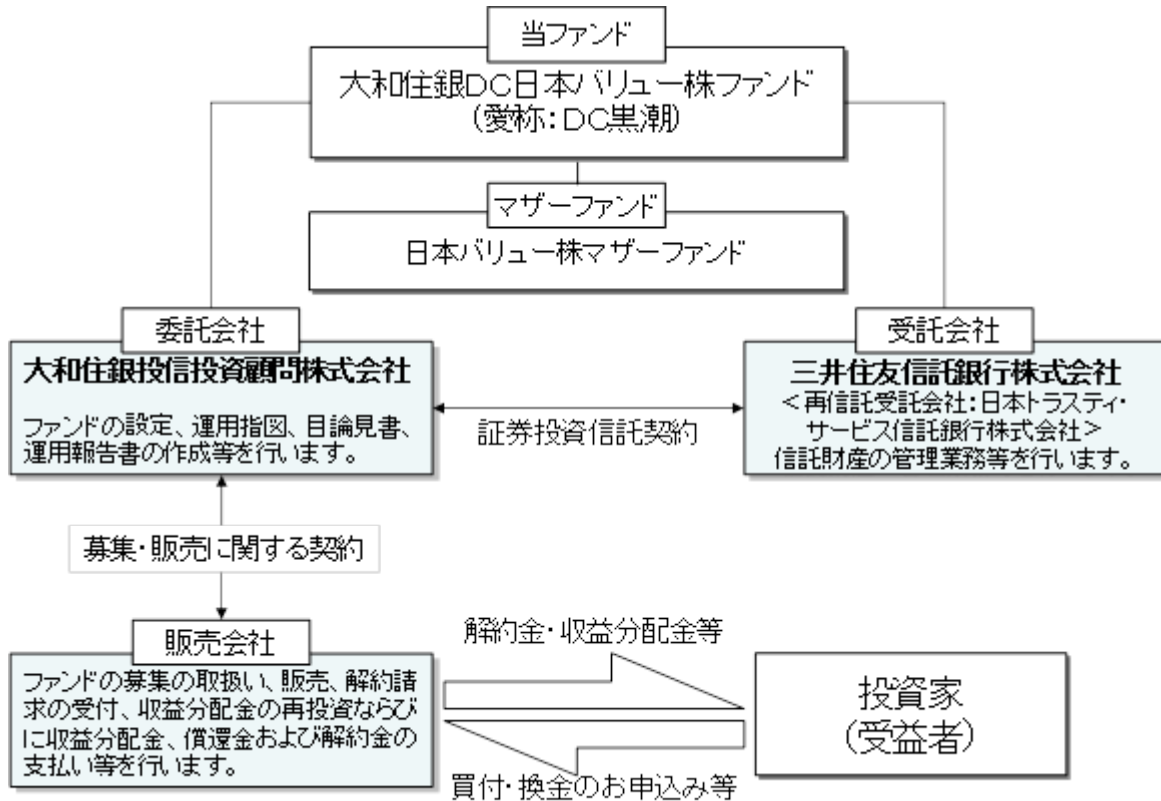 当ファンド
大和住銀DC日本バリュー株ファンド
(愛称:DC黒潮)
マザーファンド
日本バリュー株マザーファンド
委託会社
大和住銀投信投資顧問株式会社
ファンドの設定、運用指図、目論見書、
運用報告書の作成等を行います。
証券投資信託契約
受託会社
三井住友信託銀行株式会社
<再信託受託会社:日本トラスティ・
サービス信託銀行株式会社>
信託財産の管理業務等を行います。
募集・販売に関する契約
販売会社
ファンドの募集の取扱い、販売、解約請
求の受付、収益分配金の再投資ならび
に収益分配金、償還金および解約金の
支払い等を行います。
解約金・収益分配金等
買付・換金のお申込み等
投資家
(受益者)